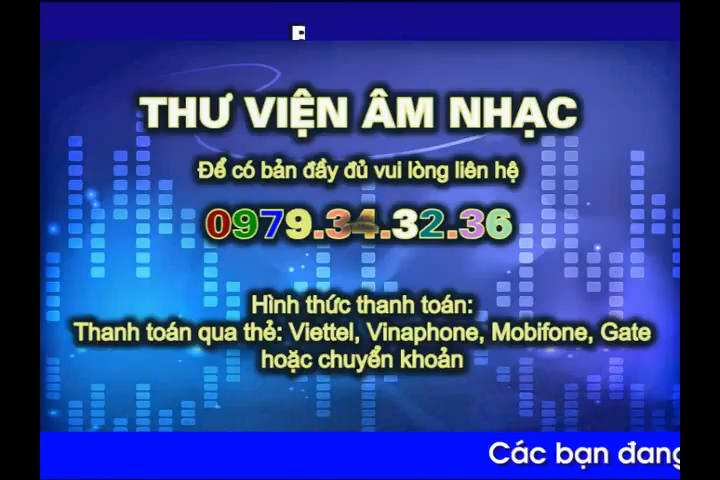 THƯ VIỆN ÂM NHẠC
Để có bản đầy đủ vui lòng liên hệ
0979.34.32.36
Hình thức thanh toán:
Thanh toán qua thẻ: Viettel, Vinaphone, Mobifone, Gate
hoặc chuyển khoản
Các bạn đang